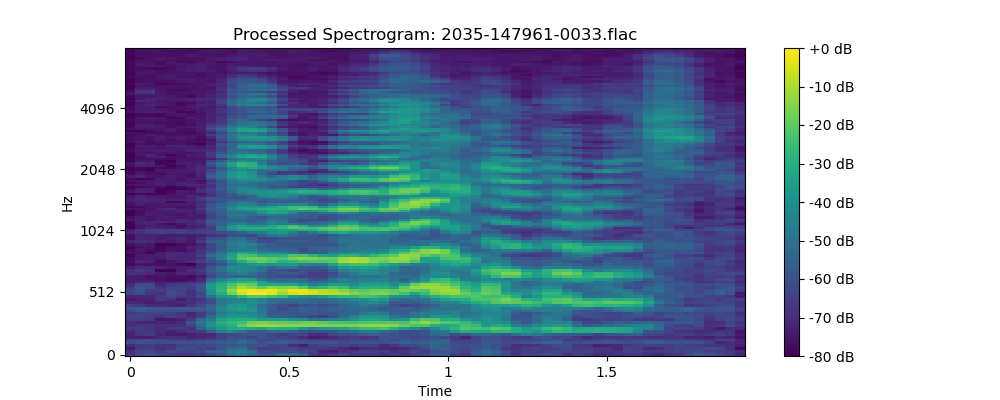 Processed Spectrogram: 2035-147961-0033.flac
Hz
4096
2048
1024
512
0
0
0.5
1
1.5
Time
+0 dB
-10 dB
-20 dB
-30 dB
-40 dB
-50 dB
-60 dB
-70 dB
-80 dB